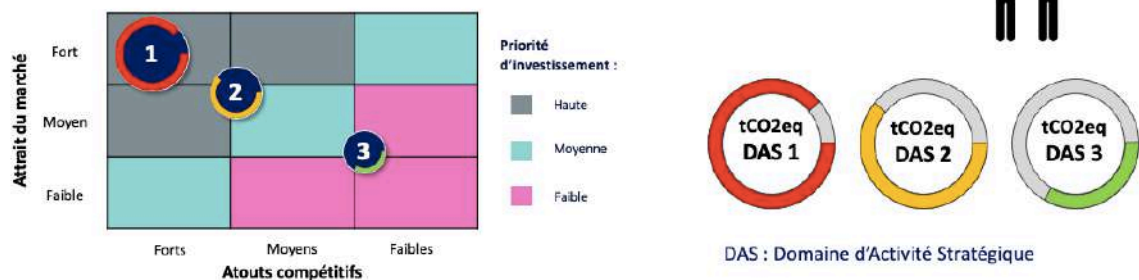 Attrait du marché
Fort
Moyen
Faible
1
2
3
Forts
Moyens
Faibles
Atouts compétitifs
Priorité
d'investissement :
Haute
Moyenne
Faible
tCO2eq
DAS 1
tCO2eq
DAS 2
tCO2eq
DAS 3
DAS : Domaine d'Activité Stratégique